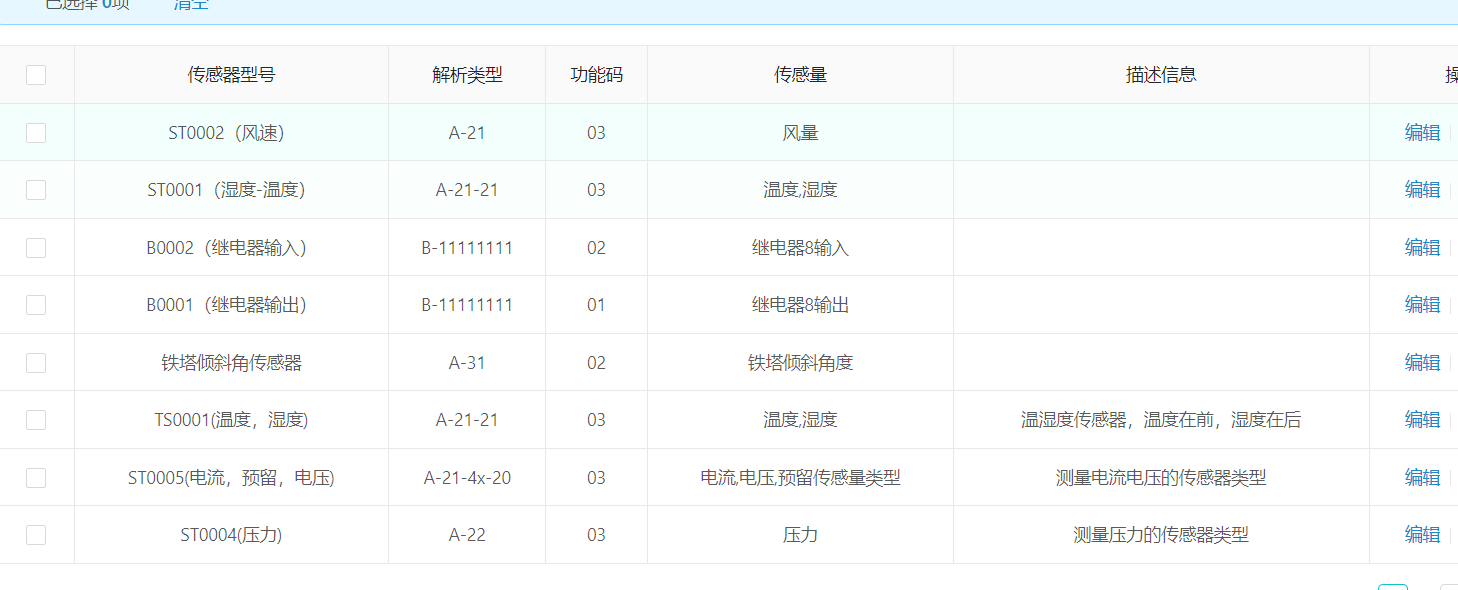 已选择 0项 清空
传感器型号 解析类型 功能码 传感量 描述信息
ST0002（风速） A-21 03 风量 编辑
ST0001（湿度-温度） A-21-21 03 温度,湿度 编辑
B0002（继电器输入） B-11111111 02 继电器8输入 编辑
B0001（继电器输出） B-11111111 01 继电器8输出 编辑
铁塔倾斜角传感器 A-31 02 铁塔倾斜角度 编辑
TS0001(温度，湿度) A-21-21 03 温度,湿度 温湿度传感器，温度在前，湿度在后 编辑
ST0005(电流，预留，电压) A-21-4x-20 03 电流,电压,预留传感量类型 测量电流电压的传感器类型 编辑
ST0004(压力) A-22 03 压力 测量压力的传感器类型 编辑